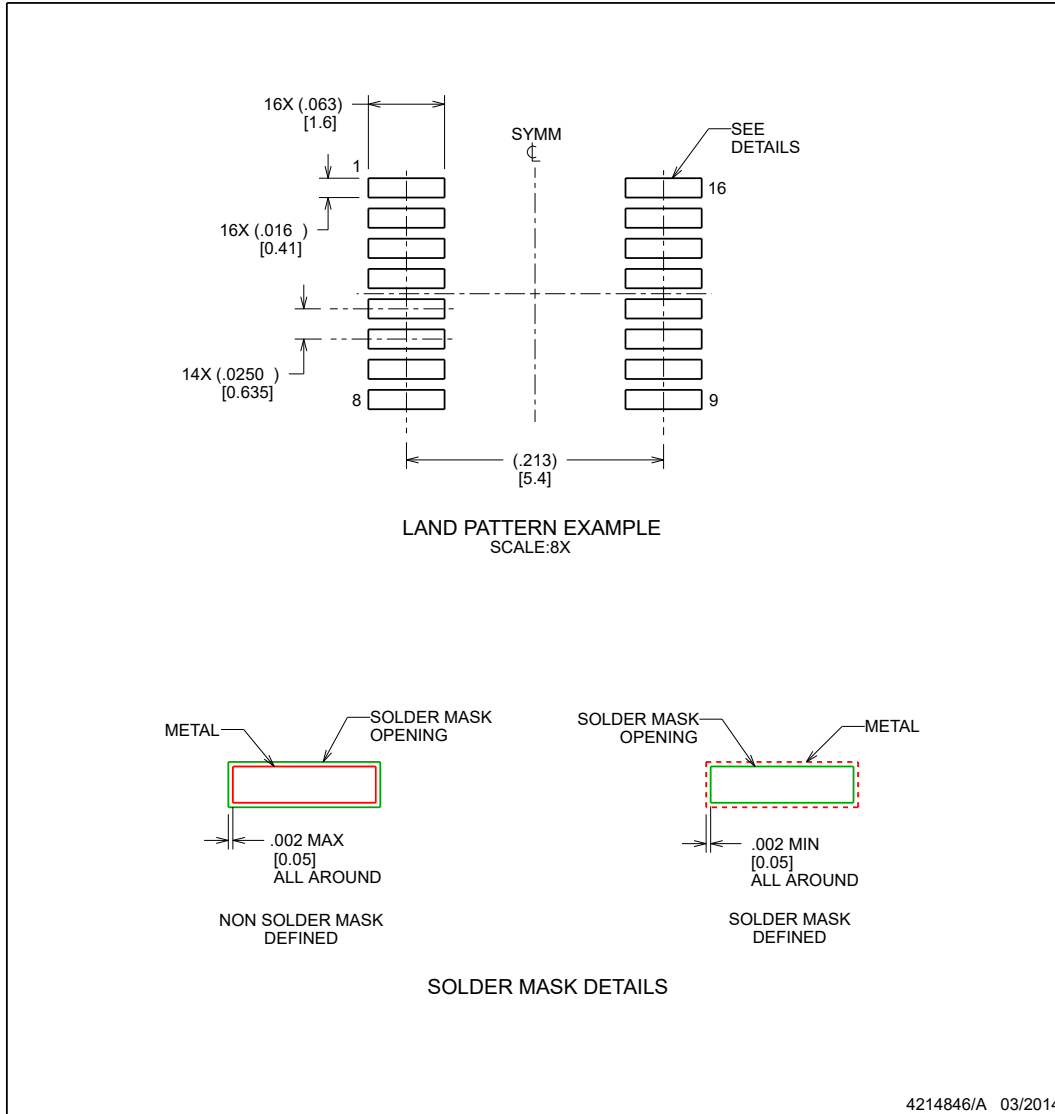 16X (.063)
[1.6]
SYMM
SEE
DETAILS
1
16
16X (.016 )
[0.41]
14X (.0250 )
[0.635]
8
9
(.213)
[5.4]
LAND PATTERN EXAMPLE
SCALE:8X
METAL
SOLDER MASK
OPENING
.002 MAX
[0.05]
ALL AROUND
NON SOLDER MASK
DEFINED
SOLDER MASK
OPENING
METAL
.002 MIN
[0.05]
ALL AROUND
SOLDER MASK
DEFINED
SOLDER MASK DETAILS
4214846/A 03/2014